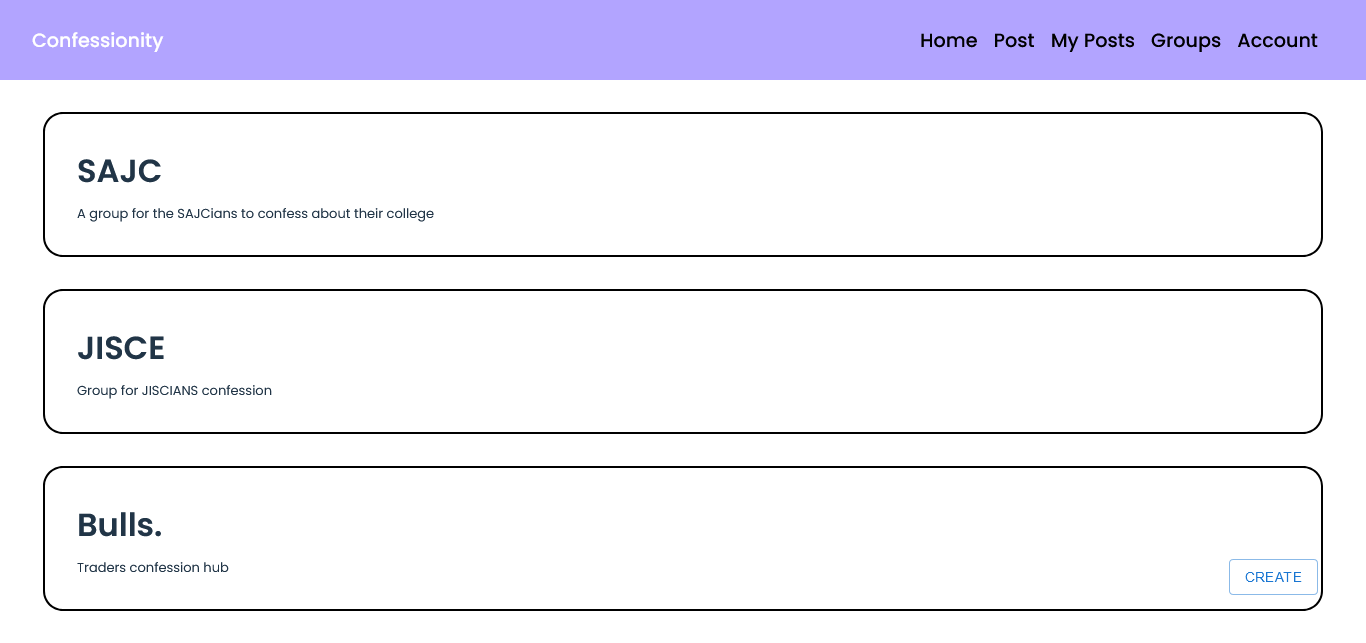 Confessionity
Home Post My Posts Groups Account
SAJC
A group for the SAJCians to confess about their college
JISCE
Group for JISCIANS confession
Bulls.
Traders confession hub
CREATE